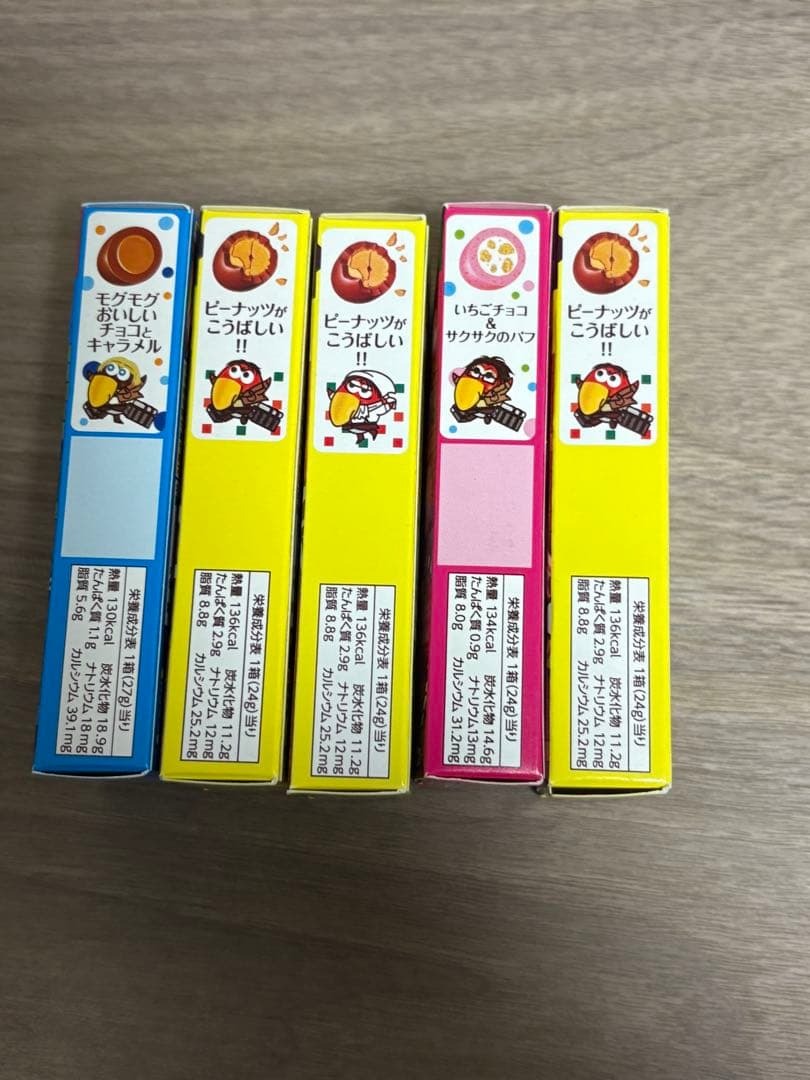 モグモグ
おいしい
チョコと
キャラメル
栄養成分表 1箱(27g)当り
熱量 130kcal 炭水化物 18.9g
たんぱく質 1.1g ナトリウム 18mg
脂質 5.6g カルシウム 39.1mg
ピーナッツが
こうばしい
!!
栄養成分表 1箱(24g)当り
熱量 136kcal 炭水化物 11.2g
たんぱく質 2.9g ナトリウム 12mg
脂質 8.8g カルシウム 25.2mg
ピーナッツが
こうばしい
!!
栄養成分表 1箱(24g)当り
熱量 136kcal 炭水化物 11.2g
たんぱく質 2.9g ナトリウム 12mg
脂質 8.8g カルシウム 25.2mg
いちごチョコ
&
サクサクのパフ
栄養成分表 1箱(24g)当り
熱量 134kcal 炭水化物 14.6g
たんぱく質 0.9g ナトリウム13mg
脂質 8.0g カルシウム 31.2mg
ピーナッツが
こうばしい
!!
栄養成分表 1箱(24g)当り
熱量 136kcal 炭水化物 11.2g
たんぱく質 2.9g ナトリウム 12mg
脂質 8.8g カルシウム 25.2mg